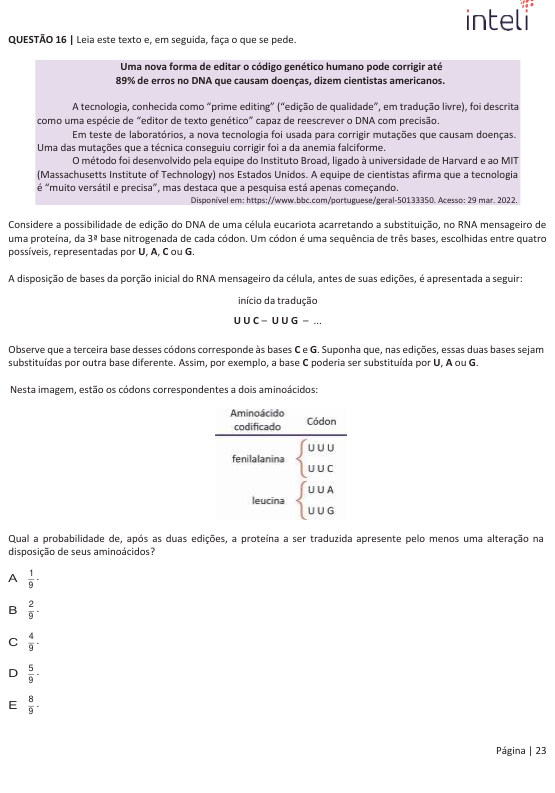 inteli
QUESTÃO 16 | Leia este texto e, em seguida, faça o que se pede.
Uma nova forma de editar o código genético humano pode corrigir até
89% de erros no DNA que causam doenças, dizem cientistas americanos.
A tecnologia, conhecida como "prime editing" ("edição de qualidade", em tradução livre), foi descrita
como uma espécie de "editor de texto genético" capaz de reescrever o DNA com precisão.
Em teste de laboratórios, a nova tecnologia foi usada para corrigir mutações que causam doenças.
Uma das mutações que a técnica conseguiu corrigir foi a da anemia falciforme.
O método foi desenvolvido pela equipe do Instituto Broad, ligado à universidade de Harvard e ao MIT
(Massachusetts Institute of Technology) nos Estados Unidos. A equipe de cientistas afirma que a tecnologia
é "muito versátil e precisa", mas destaca que a pesquisa está apenas começando.
Disponível em: https://www.bbc.com/portuguese/geral-50133350. Acesso: 29 mar. 2022.
Considere a possibilidade de edição do DNA de uma célula eucariota acarretando a substituição, no RNA mensageiro de
uma proteína, da 3ª base nitrogenada de cada códon. Um códon é uma sequência de três bases, escolhidas entre quatro
possíveis, representadas por U, A, C ou G.
A disposição de bases da porção inicial do RNA mensageiro da célula, antes de suas edições, é apresentada a seguir:
início da tradução
U U C – U U G – ...
Observe que a terceira base desses códons corresponde às bases C e G. Suponha que, nas edições, essas duas bases sejam
substituídas por outra base diferente. Assim, por exemplo, a base C poderia ser substituída por U, A ou G.
Nesta imagem, estão os códons correspondentes a dois aminoácidos:
Aminoácido codificado Códon
fenilalanina U U U
U U C
leucina U U A
U U G
Qual a probabilidade de, após as duas edições, a proteína a ser traduzida apresente pelo menos uma alteração na
disposição de seus aminoácidos?
A 1/9.
B 2/9.
C 4/9.
D 5/9.
E 8/9.
Página | 23